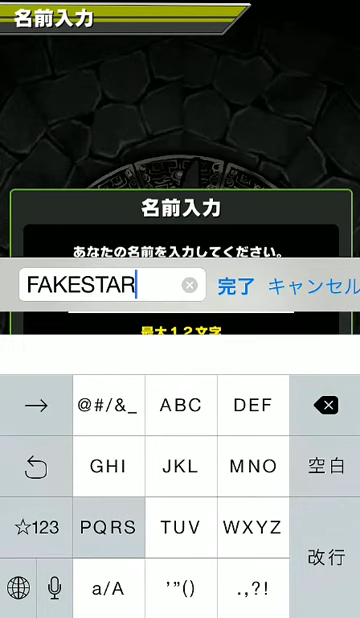 名前入力
名前入力
あなたの名前を入力してください。
FAKESTAR 完了 キャンセル
最大12文字
→ @#/&_ ABC DEF
GHI JKL MNO 空白
☆123 PQRS TUV WXYZ
改行
a/A '"() .,?!